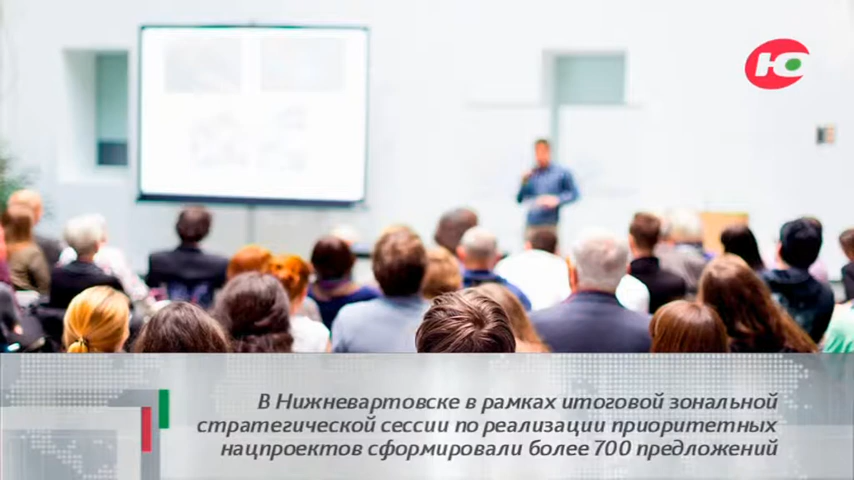 Ю
В Нижневартовске в рамках итоговой зональной
стратегической сессии по реализации приоритетных
нацпроектов сформировали более 700 предложений